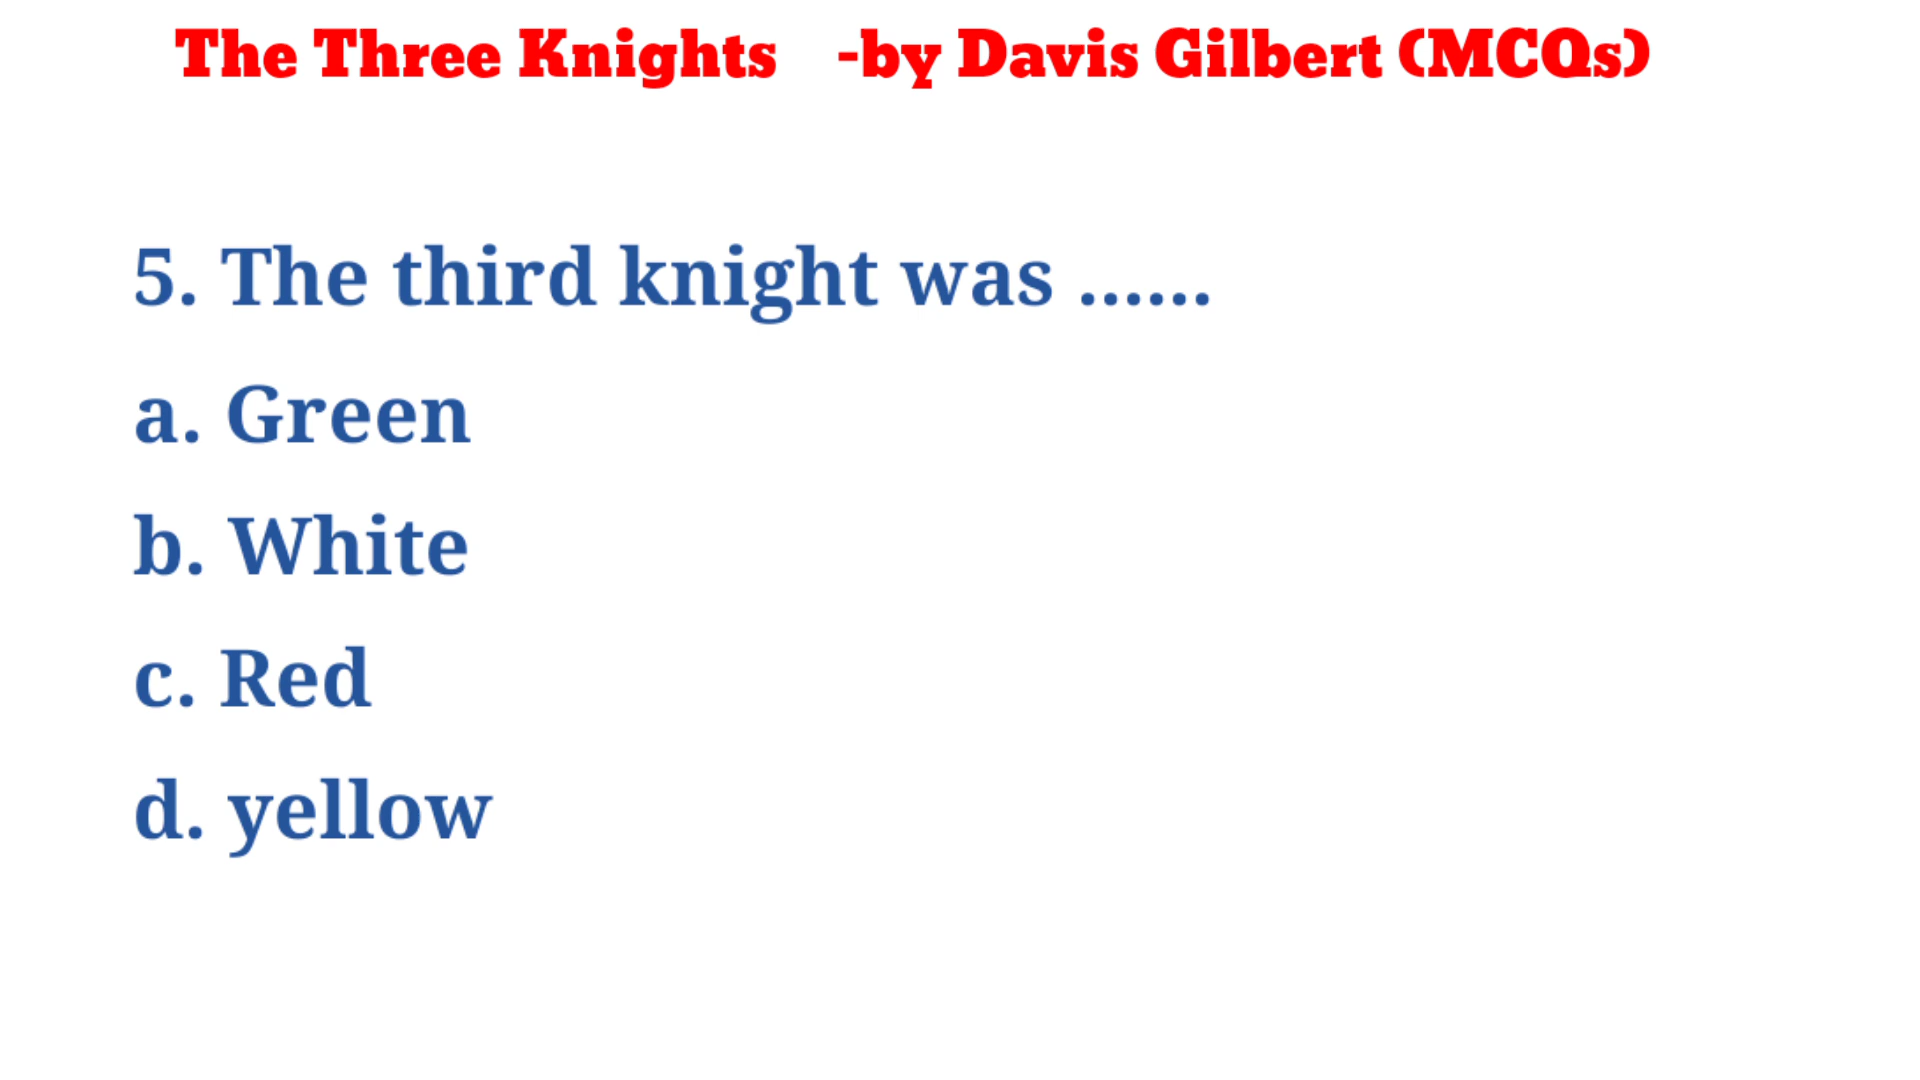 The Three Knights -by Davis Gilbert (MCQs)
5. The third knight was ......
a. Green
b. White
c. Red
d. yellow